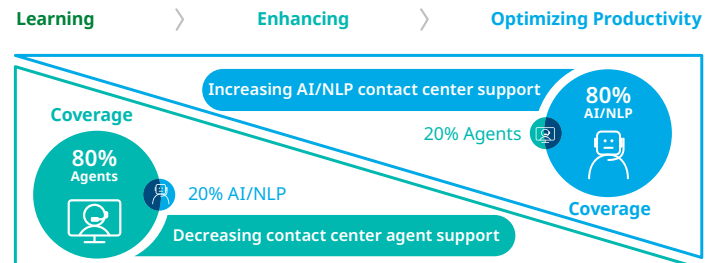 Learning
Enhancing
Optimizing Productivity
Increasing AI/NLP contact center support
80%
AI/NLP
Coverage
20% Agents
80%
Agents
20% AI/NLP
Coverage
Decreasing contact center agent support